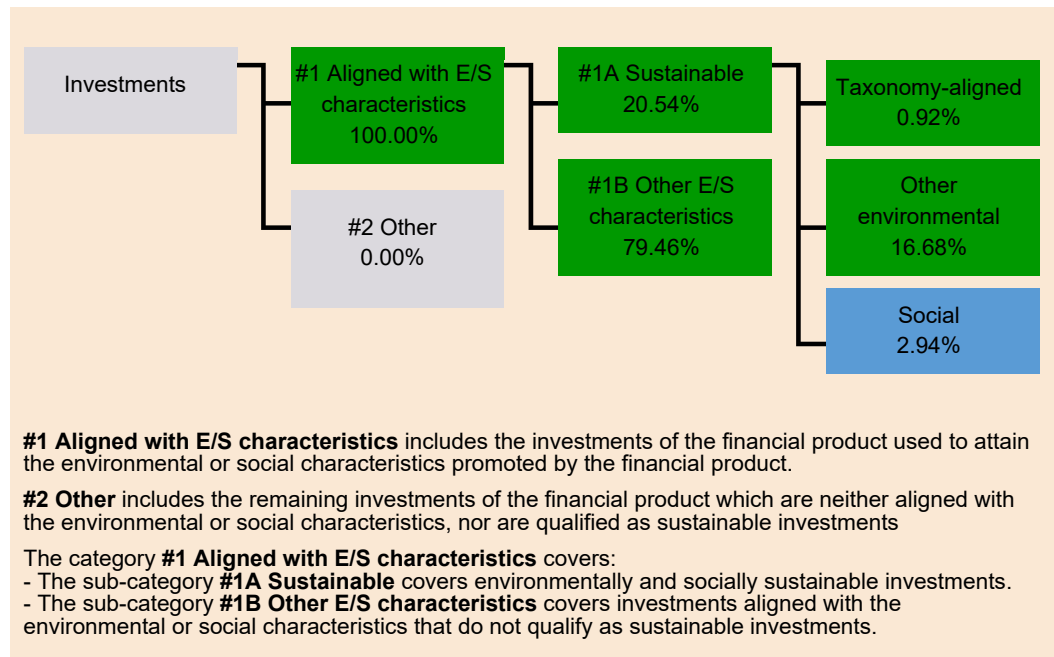 Investments
#1 Aligned with E/S
characteristics
100.00%
#2 Other
0.00%
#1A Sustainable
20.54%
#1B Other E/S
characteristics
79.46%
Taxonomy-aligned
0.92%
Other
environmental
16.68%
Social
2.94%
#1 Aligned with E/S characteristics includes the investments of the financial product used to attain
the environmental or social characteristics promoted by the financial product.
#2 Other includes the remaining investments of the financial product which are neither aligned with
the environmental or social characteristics, nor are qualified as sustainable investments
The category #1 Aligned with E/S characteristics covers:
- The sub-category #1A Sustainable covers environmentally and socially sustainable investments.
- The sub-category #1B Other E/S characteristics covers investments aligned with the
environmental or social characteristics that do not qualify as sustainable investments.